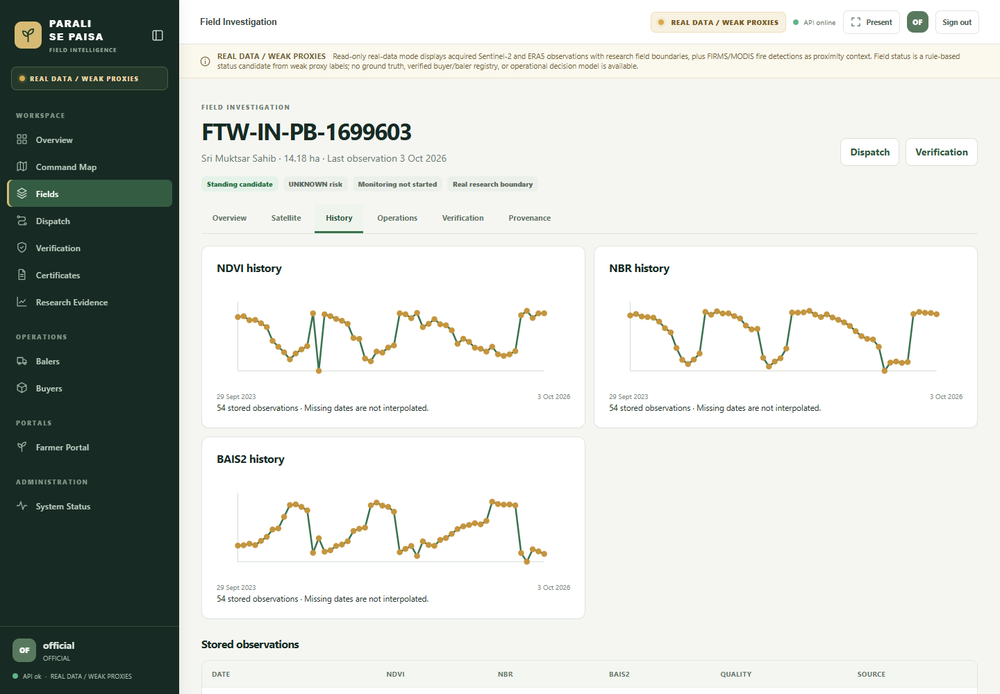 PARALI
SE PAISA
FIELD INTELLIGENCE
REAL DATA / WEAK PROXIES
WORKSPACE
Overview
Command Map
Fields
Dispatch
Verification
Certificates
Research Evidence
OPERATIONS
Balers
Buyers
PORTALS
Farmer Portal
ADMINISTRATION
System Status
OF
official
OFFICIAL
API ok · REAL DATA / WEAK PROXIES
Field Investigation
REAL DATA / WEAK PROXIES
API online
Present
OF
Sign out
REAL DATA / WEAK PROXIES Read-only real-data mode displays acquired Sentinel-2 and ERA5 observations with research field boundaries, plus FIRMS/MODIS fire detections as proximity context. Field status is a rule-based
status candidate from weak proxy labels; no ground truth, verified buyer/baler registry, or operational decision model is available.
FIELD INVESTIGATION
FTW-IN-PB-1699603
Sri Muktsar Sahib · 14.18 ha · Last observation 3 Oct 2026
Dispatch
Verification
Standing candidate
UNKNOWN risk
Monitoring not started
Real research boundary
Overview
Satellite
History
Operations
Verification
Provenance
NDVI history
29 Sept 2023
3 Oct 2026
54 stored observations · Missing dates are not interpolated.
NBR history
29 Sept 2023
3 Oct 2026
54 stored observations · Missing dates are not interpolated.
BAIS2 history
29 Sept 2023
3 Oct 2026
54 stored observations · Missing dates are not interpolated.
Stored observations
DATE NDVI NBR BAIS2 QUALITY SOURCE